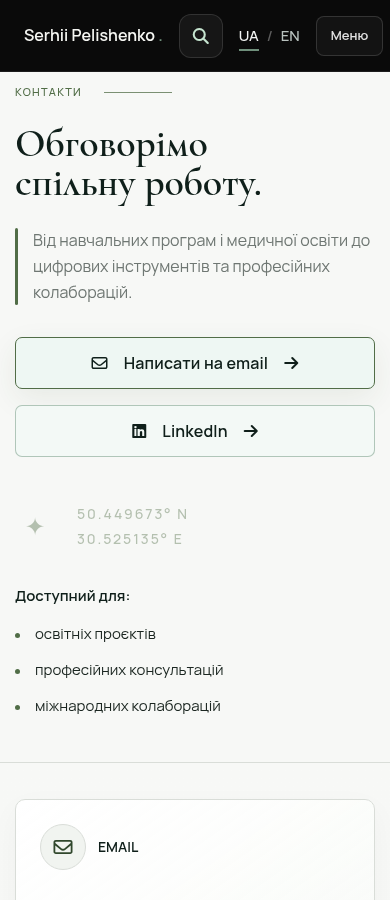 Serhii Pelishenko .
UA / EN
Меню
КОНТАКТИ
Обговорімо
спільну роботу.
Від навчальних програм і медичної освіти до
цифрових інструментів та професійних
колаборацій.
Написати на email
LinkedIn
50.449673° N
30.525135° E
Доступний для:
освітніх проєктів
професійних консультацій
міжнародних колаборацій
EMAIL